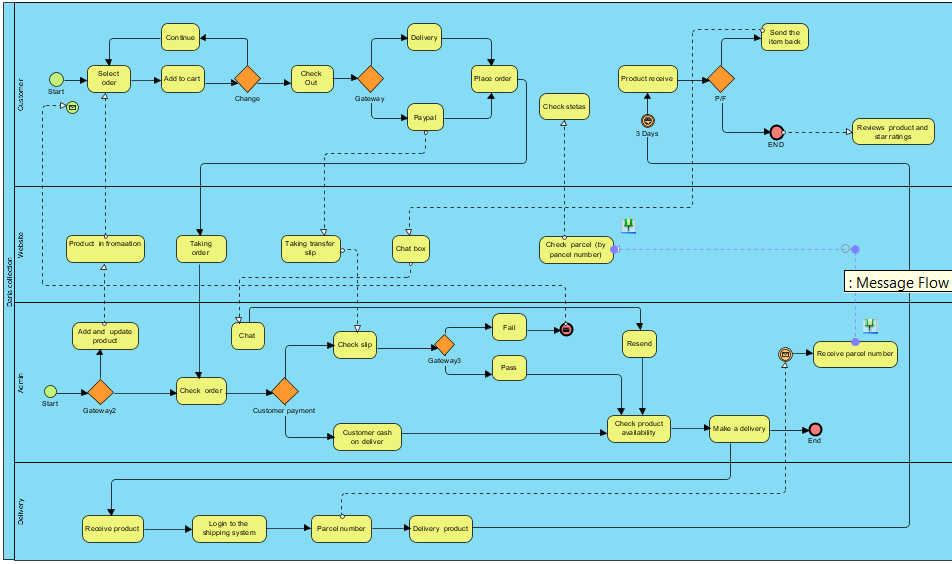 Daria collection
Customer
Continue
Start
Select
oder
Add to cart
Change
Check
Out
Gateway
Delivery
Paypal
Place order
Check stetas
Product receive
3 Days
P/F
Send the
item back
END
Reviews product and
star ratings
Website
Product in fromaation
Taking
order
Taking transfer
slip
Chat box
Check parcel (by
parcel number)
: Message Flow
Admin
Add and update
product
Start
Gateway2
Check order
Chat
Customer payment
Check slip
Customer cash
on deliver
Gateway3
Fail
Pass
Resend
Check product
availability
Make a delivery
End
Receive parcel number
Delivery
Receive product
Login to the
shipping system
Parcel number
Delivery product